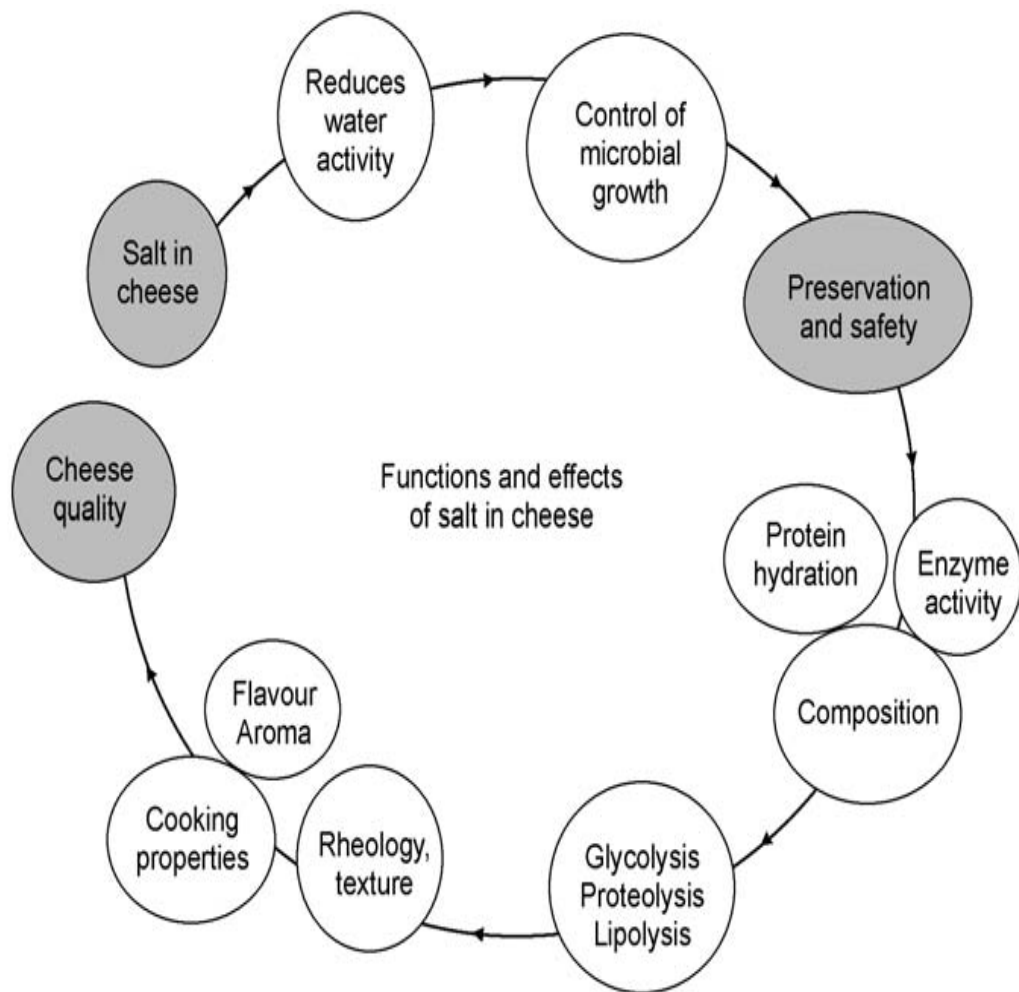 Reduces
water
activity
Control of
microbial
growth
Salt in
cheese
Preservation
and safety
Cheese
quality
Functions and effects
of salt in cheese
Protein
hydration
Enzyme
activity
Composition
Flavour
Aroma
Cooking
properties
Rheology,
texture
Glycolysis
Proteolysis
Lipolysis